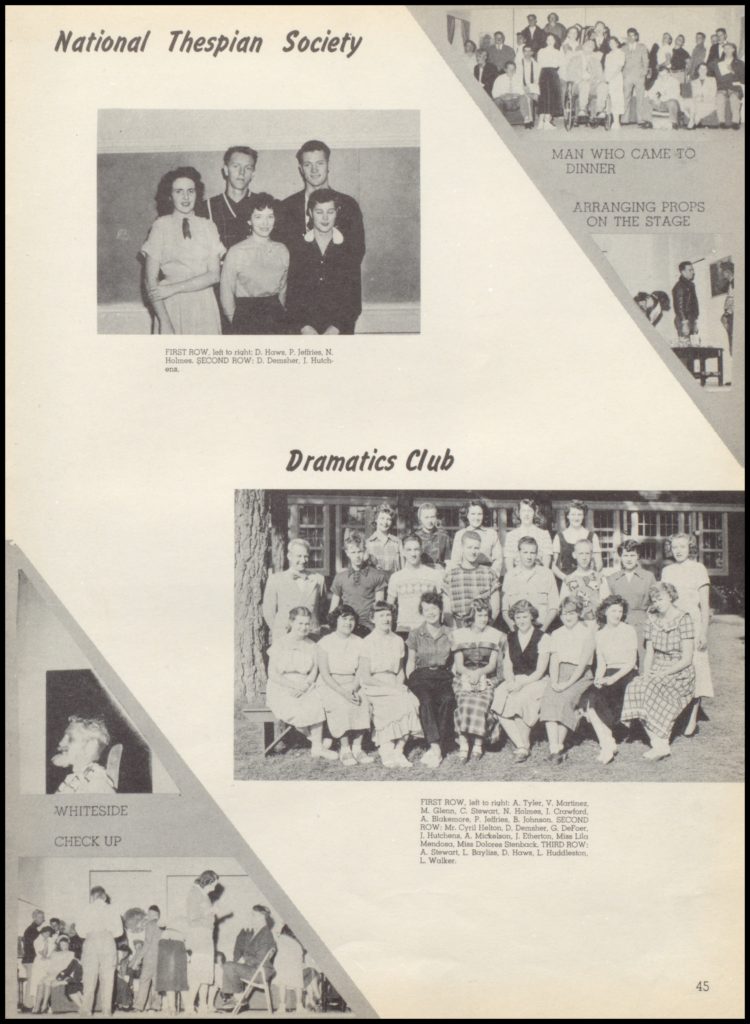 National Thespian Society
MAN WHO CAME TO
DINNER
ARRANGING PROPS
ON THE STAGE
FIRST ROW, left to right: D. Haws, P. Jeffries, N.
Holmes. SECOND ROW: D. Demsher, J. Hutch-
ens.
Dramatics Club
FIRST ROW, left to right: A. Tyler, V. Martinez,
M. Glenn, C. Stewart, N. Holmes, J. Crawford,
A. Blakemore, P. Jeffries, B. Johnson. SECOND
ROW: Mr. Cyril Helton, D. Demsher, G. DeFoer,
J. Hutchens, A. Mickelson, J. Etherton, Miss Lila
Mendosa, Miss Dolores Stenback. THIRD ROW:
A. Stewart, L. Bayliss, D. Haws, L. Huddleston,
L. Walker.
WHITESIDE
CHECK UP
45